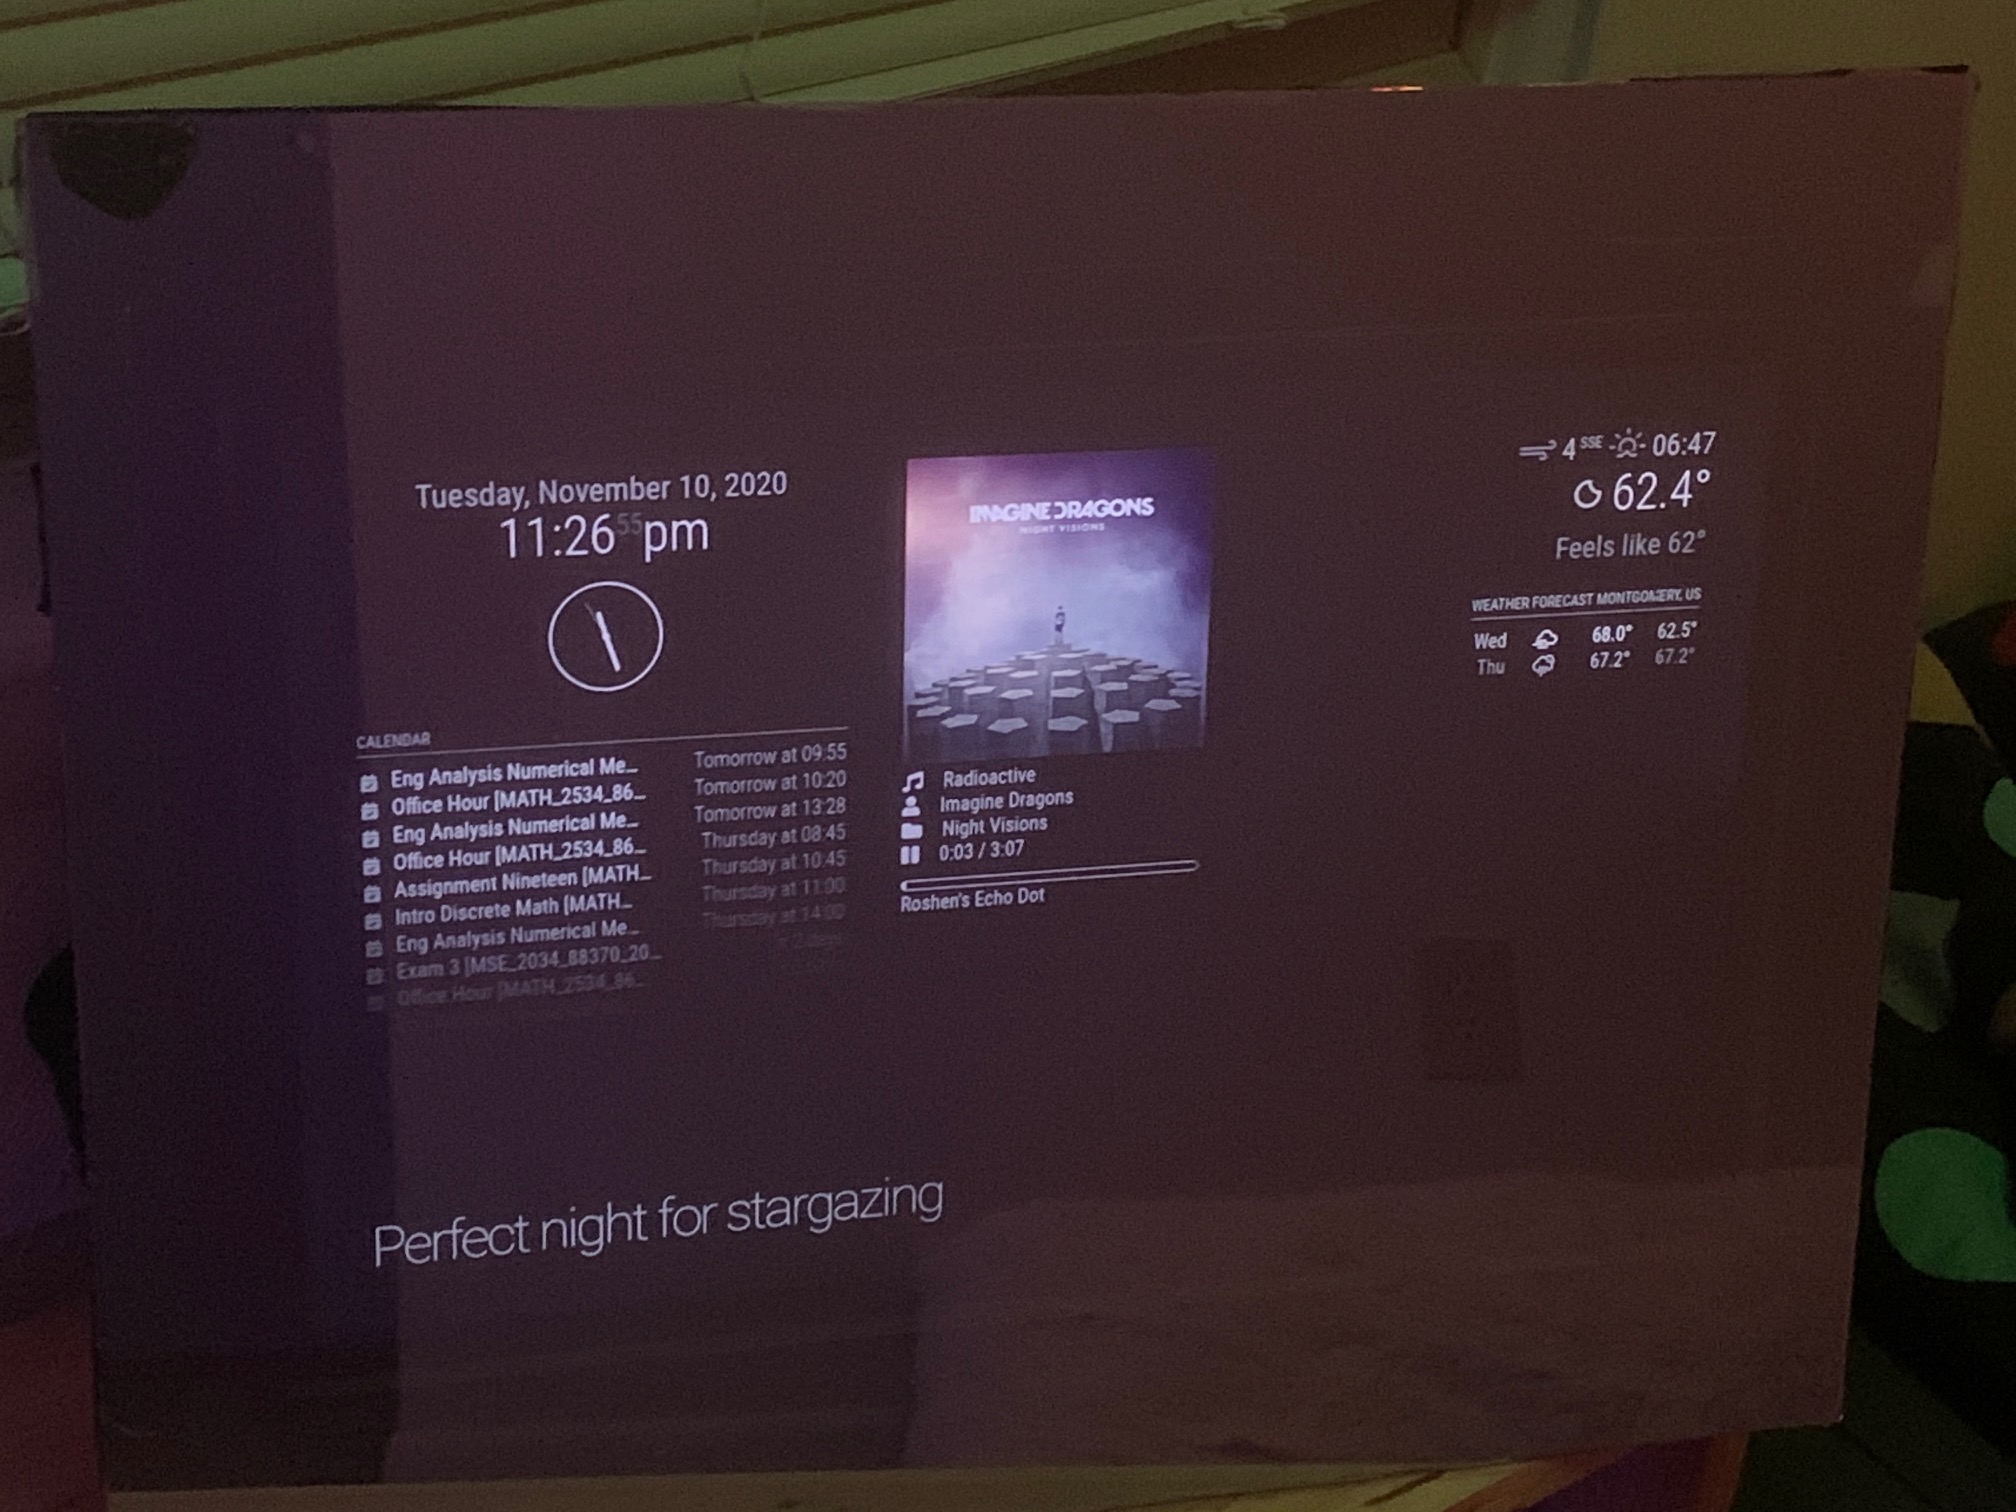 Tuesday, November 10, 2020
11:26 55 pm
CALENDAR
Eng Analysis Numerical Me... Tomorrow at 09:55
Office Hour [MATH_2534_86... Tomorrow at 10:20
Eng Analysis Numerical Me... Tomorrow at 13:28
Office Hour [MATH_2534_86... Thursday at 08:45
Assignment Nineteen [MATH... Thursday at 10:45
Intro Discrete Math [MATH_... Thursday at 11:00
Eng Analysis Numerical Me... Thursday at 14:00
Exam 3 [MSE_2034_88370_20...
Office Hour [MATH_2534_86...
IMAGINE DRAGONS
NIGHT VISIONS
Radioactive
Imagine Dragons
Night Visions
0:03 / 3:07
Roshen's Echo Dot
4 SSE 06:47
62.4°
Feels like 62°
WEATHER FORECAST MONTGOMERY, US
Wed 68.0° 62.5°
Thu 67.2° 67.2°
Perfect night for stargazing